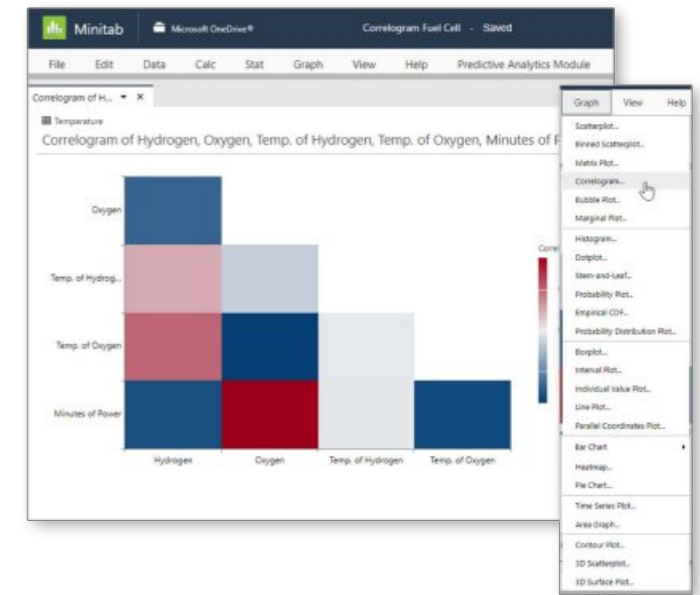 Minitab
Microsoft OneDrive®
Correlogram Fuel Cell - Saved
File Edit Data Calc Stat Graph View Help Predictive Analytics Module
Correlogram of H...
Temperature
Correlogram of Hydrogen, Oxygen, Temp. of Hydrogen, Temp. of Oxygen, Minutes of P
Oxygen
Temp. of Hydrog...
Temp. of Oxygen
Minutes of Power
Hydrogen Oxygen Temp. of Hydrogen Temp. of Oxygen
Corre
Graph View Help
Scatterplot...
Binned Scatterplot...
Matrix Plot...
Correlogram...
Bubble Plot...
Marginal Plot...
Histogram...
Dotplot...
Stem-and-Leaf...
Probability Plot...
Empirical CDF...
Probability Distribution Plot...
Boxplot...
Interval Plot...
Individual Value Plot...
Line Plot...
Parallel Coordinates Plot...
Bar Chart
Heatmap...
Pie Chart...
Time Series Plot...
Area Graph...
Contour Plot...
3D Scatterplot...
3D Surface Plot...